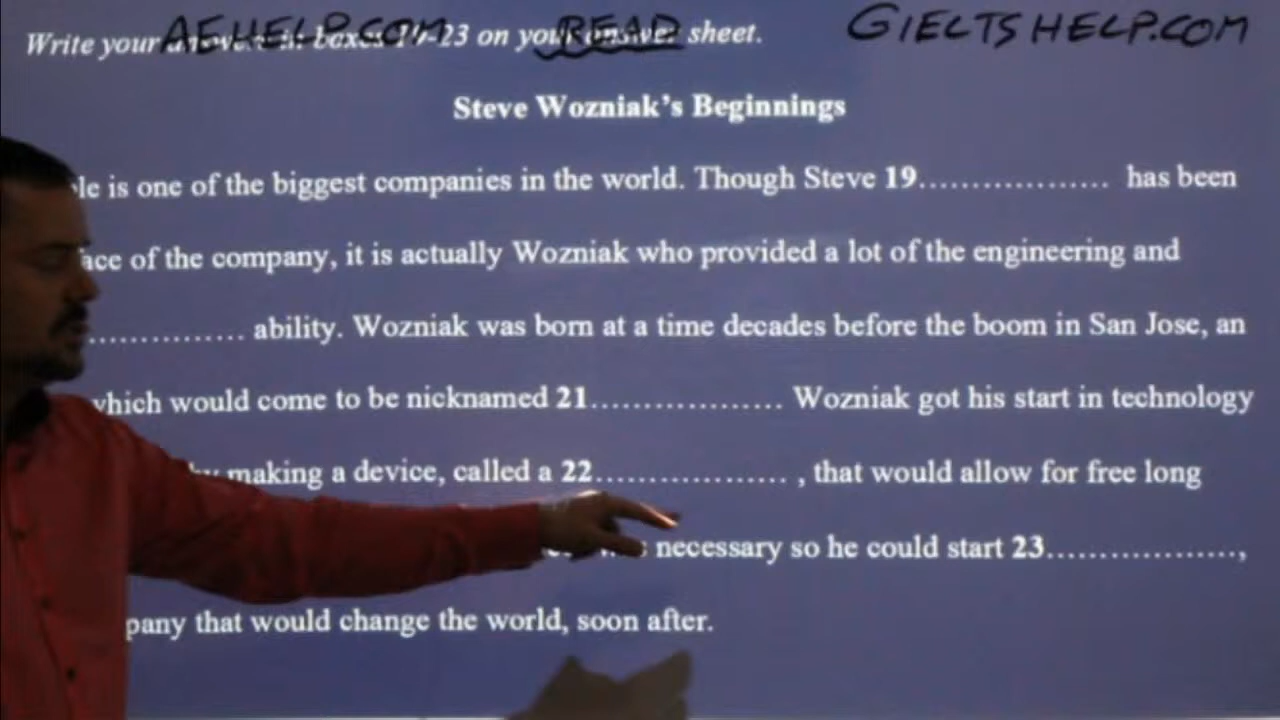 AEHELP.COM READ GIELTSHELP.COM
Write your answers in boxes 19-23 on your answer sheet.
Steve Wozniak's Beginnings
le is one of the biggest companies in the world. Though Steve 19.................. has been
ace of the company, it is actually Wozniak who provided a lot of the engineering and
............... ability. Wozniak was born at a time decades before the boom in San Jose, an
which would come to be nicknamed 21.................. Wozniak got his start in technology
by making a device, called a 22.................. , that would allow for free long
necessary so he could start 23..................,
pany that would change the world, soon after.